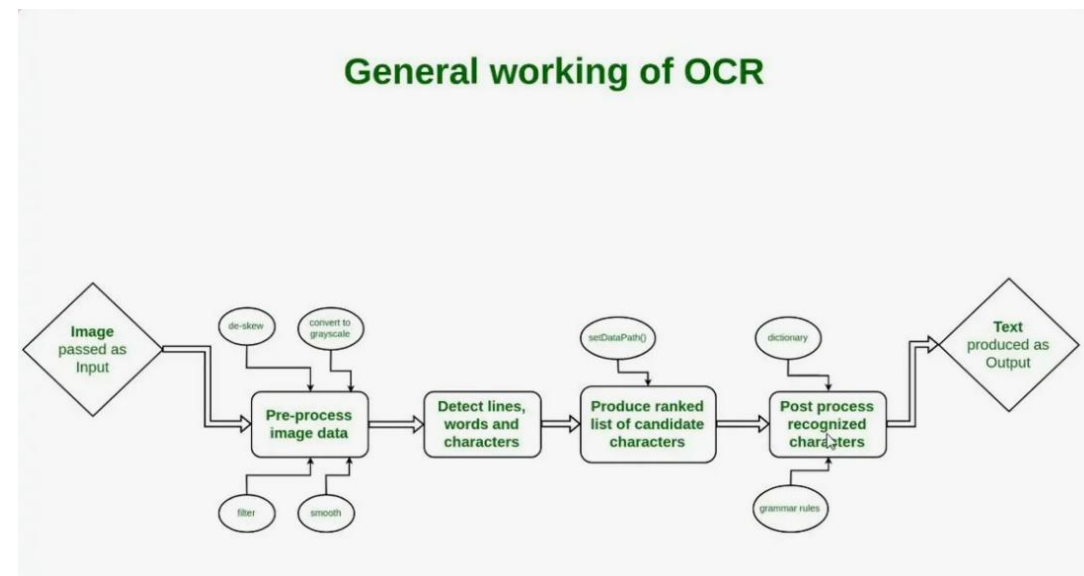 General working of OCR
Image
passed as
Input
de-skew
convert to
grayscale
Pre-process
image data
filter
smooth
Detect lines,
words and
characters
setDataPath()
Produce ranked
list of candidate
characters
dictionary
Post process
recognized
characters
grammar rules
Text
produced as
Output